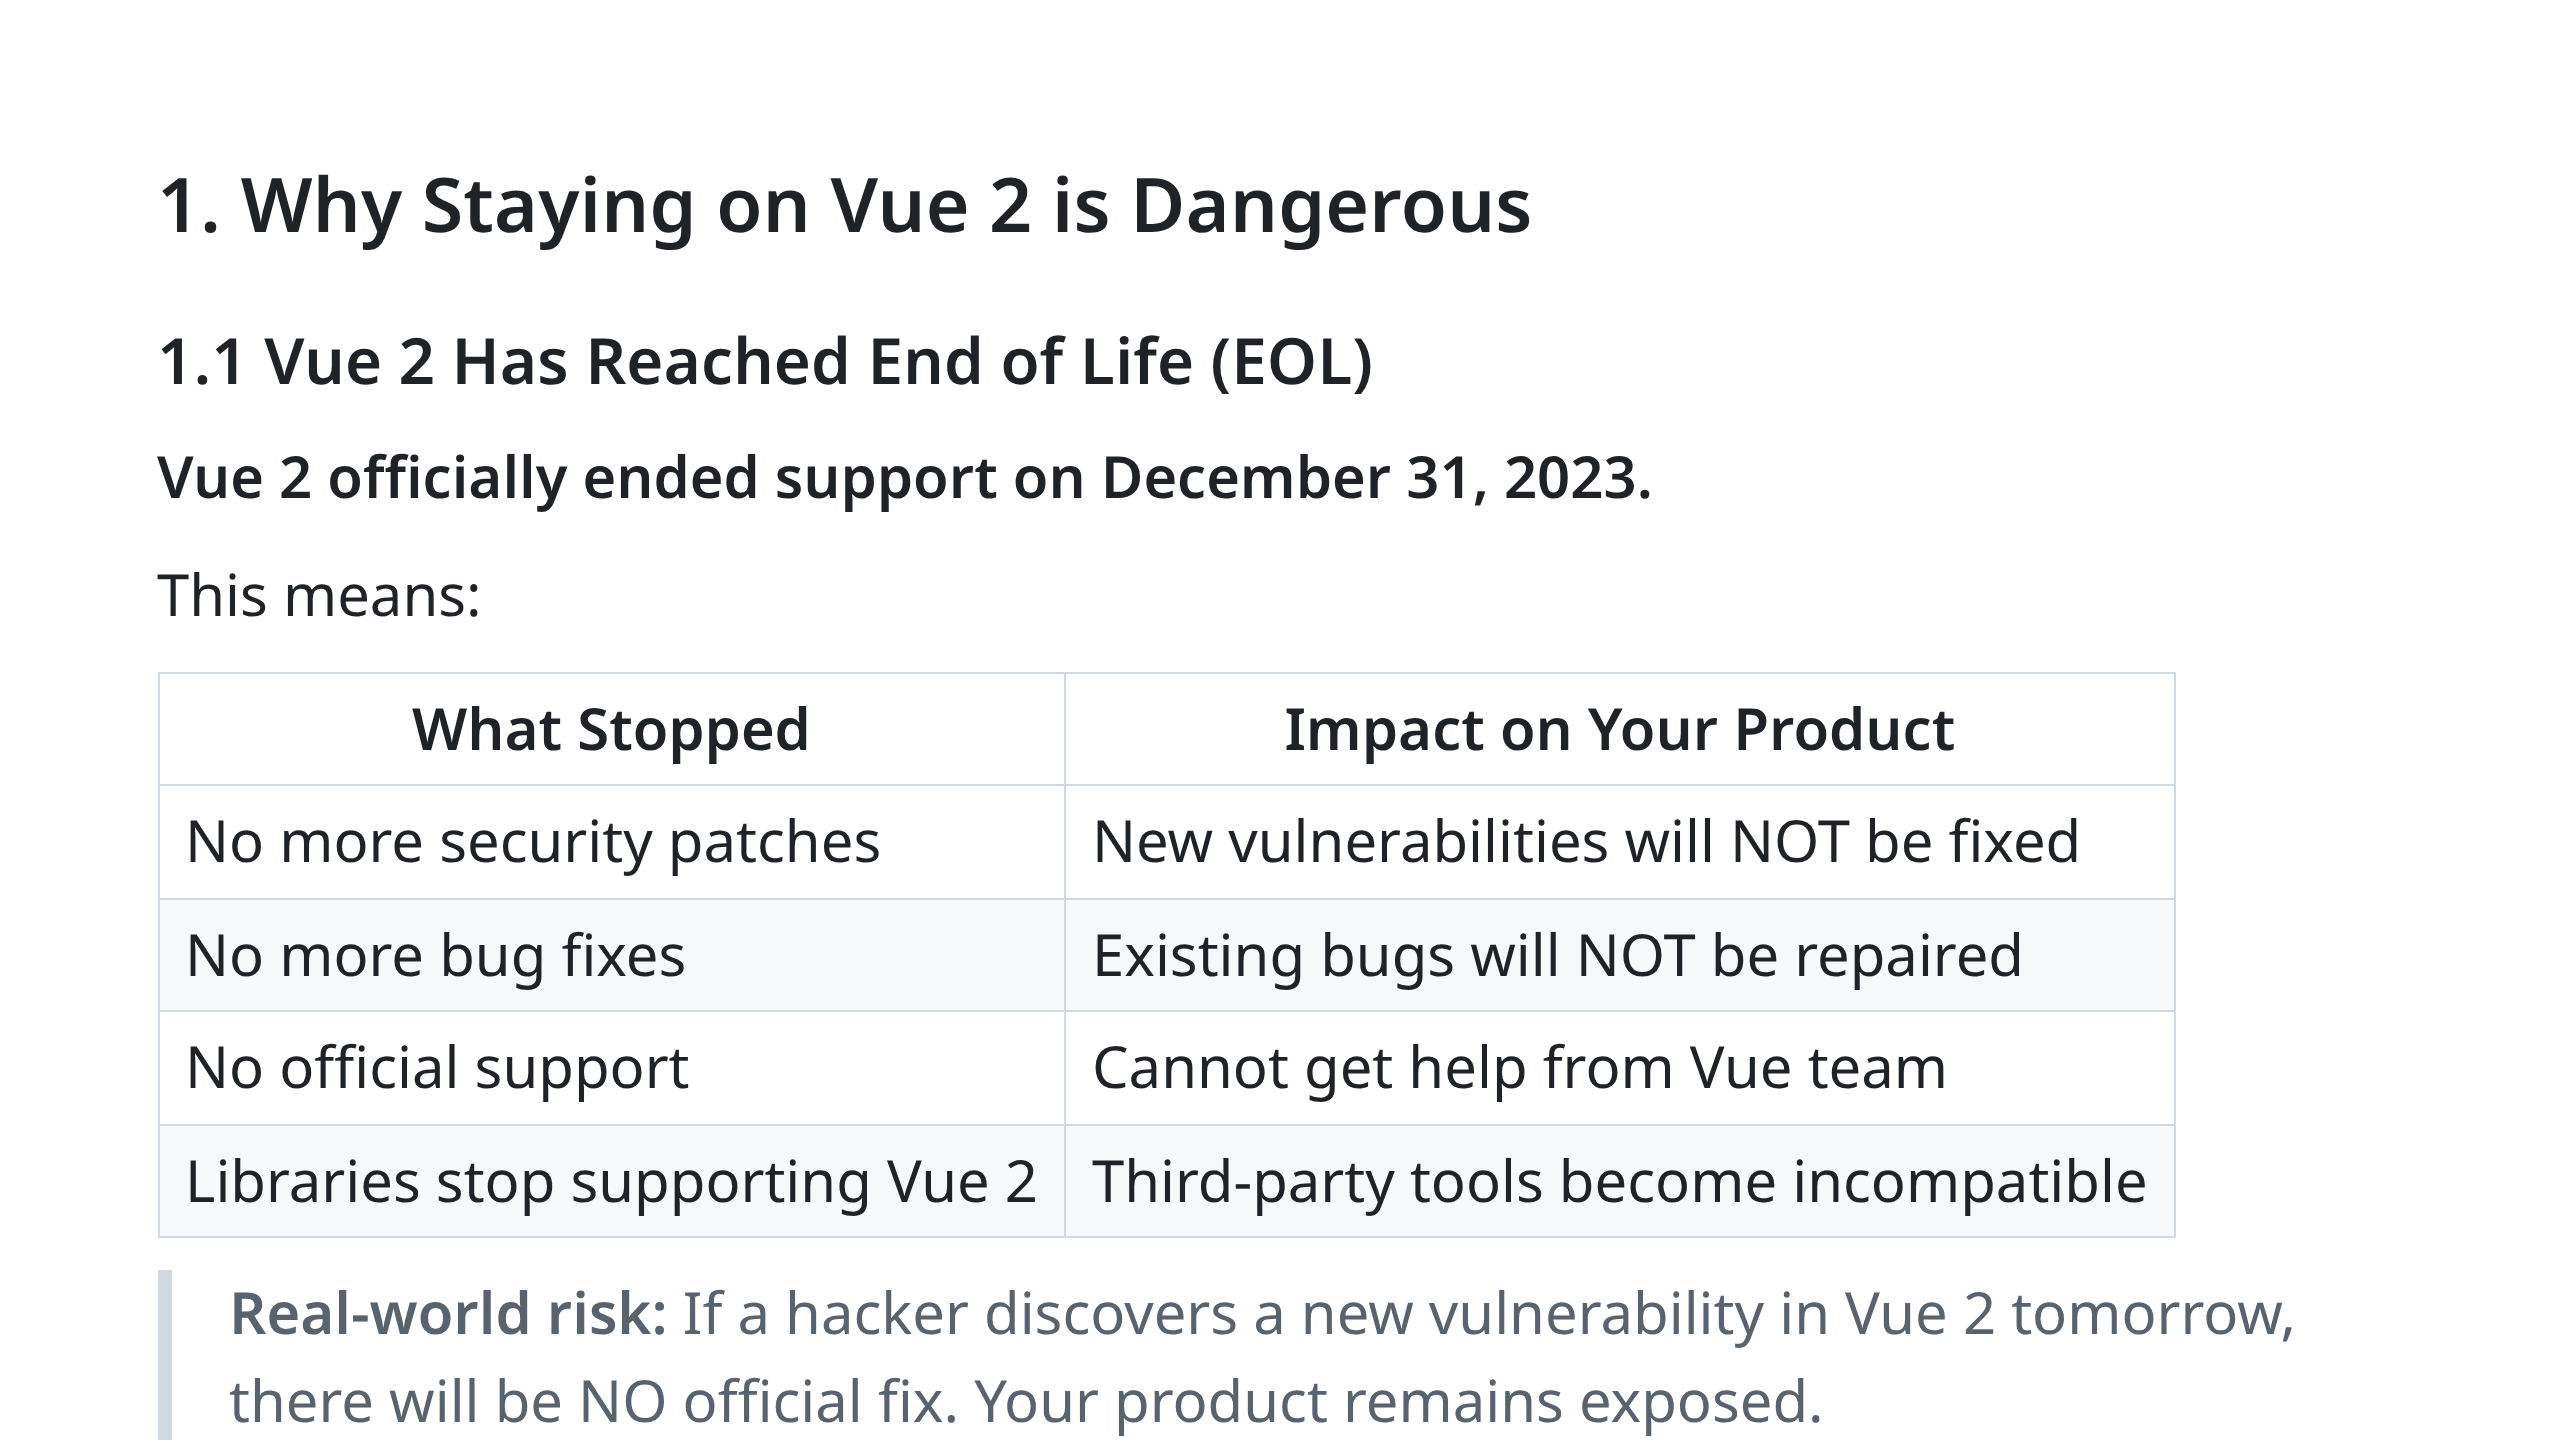 1. Why Staying on Vue 2 is Dangerous
1.1 Vue 2 Has Reached End of Life (EOL)
Vue 2 officially ended support on December 31, 2023.
This means:
What Stopped Impact on Your Product
No more security patches New vulnerabilities will NOT be fixed
No more bug fixes Existing bugs will NOT be repaired
No official support Cannot get help from Vue team
Libraries stop supporting Vue 2 Third-party tools become incompatible
Real-world risk: If a hacker discovers a new vulnerability in Vue 2 tomorrow,
there will be NO official fix. Your product remains exposed.